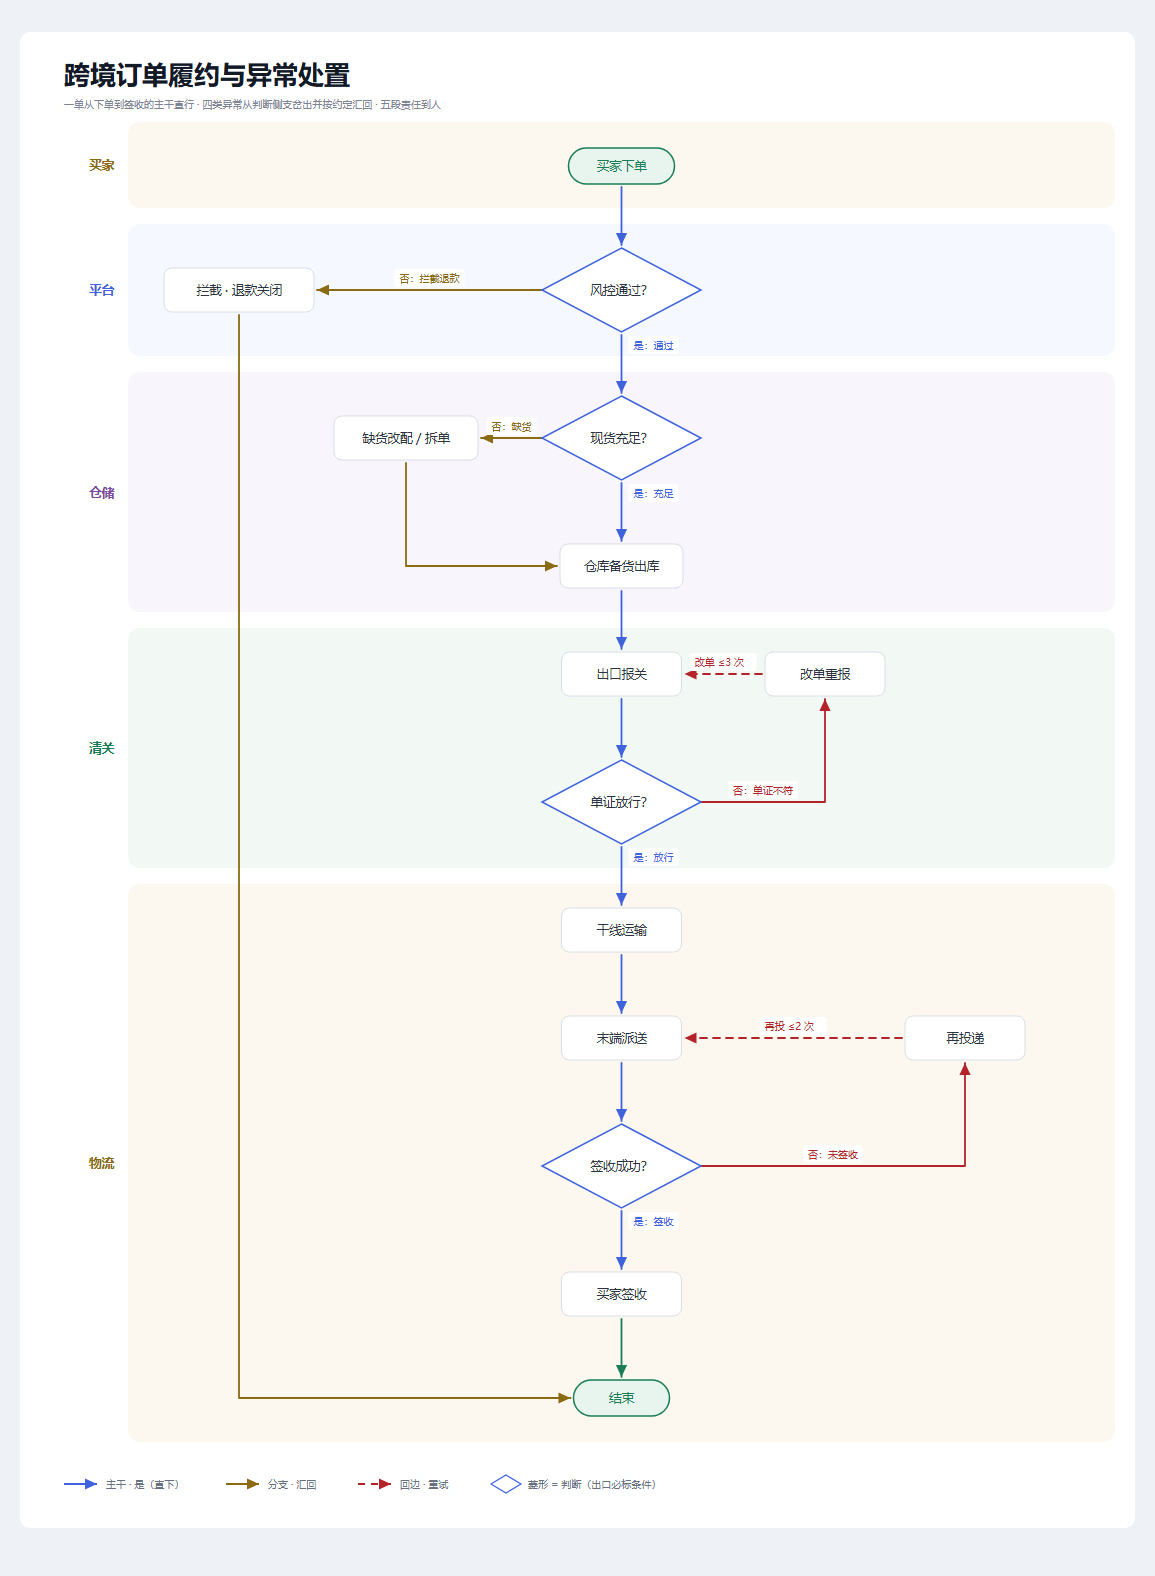 跨境订单履约与异常处置
一单从下单到签收的主干直行 · 四类异常从判断侧支岔出并按约定汇回 · 五段责任到人
买家
买家下单
平台
拦截 · 退款关闭
否：拦截退款
风控通过？
是：通过
仓储
缺货改配 / 拆单
否：缺货
现货充足？
是：充足
仓库备货出库
清关
出口报关
改单 ≤3 次
改单重报
单证放行？
否：单证不符
是：放行
物流
干线运输
末端派送
再投 ≤2 次
再投递
签收成功？
否：未签收
是：签收
买家签收
结束
主干 · 是（直下）
分支 · 汇回
回边 · 重试
菱形 = 判断（出口必标条件）